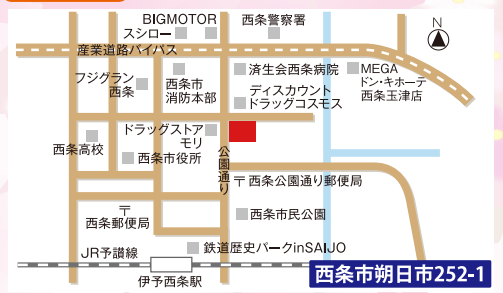 BIGMOTOR
スシロー
西条警察署
N
産業道路バイパス
フジグラン
西条
西条市
消防本部
済生会西条病院
MEGA
ドン・キホーテ
西条玉津店
ディスカウント
ドラッグコスモス
西条高校
ドラッグストア
モリ
西条市役所
公園通り
〒西条公園通り郵便局
〒
西条郵便局
西条市民公園
JR予讃線
鉄道歴史パークinSAIJO
伊予西条駅
西条市朔日市252-1